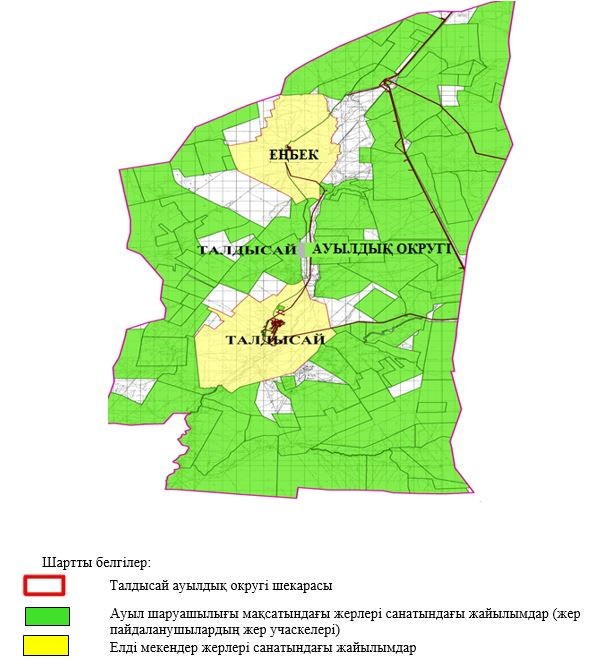 ЕҢБЕК
ТАЛДЫСАЙ АУЫЛДЫҚ ОКРУГІ
ТАЛДЫСАЙ
Шартты белгілер:
Талдысай ауылдық округі шекарасы
Ауыл шаруашылығы мақсатындағы жерлері санатындағы жайылымдар (жер
пайдаланушылардың жер учаскелері)
Елді мекендер жерлері санатындағы жайылымдар